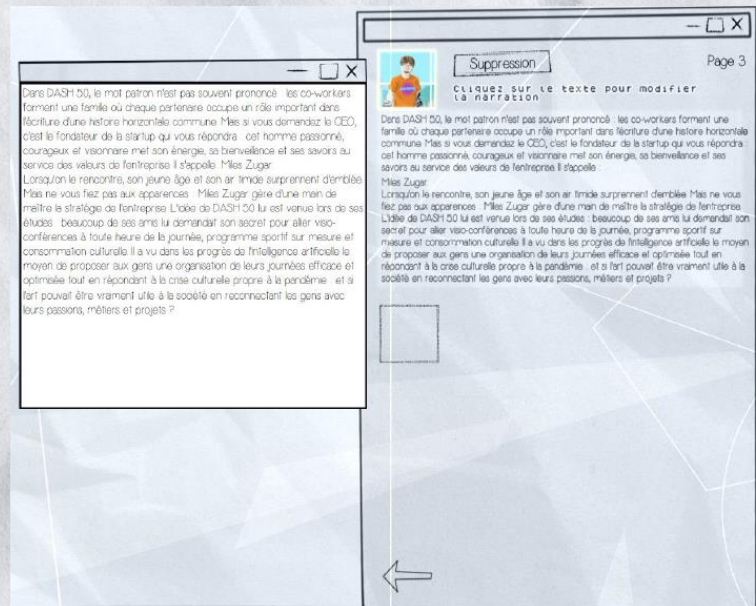 Dans DASH 50, le mot patron n'est pas souvent prononcé : les co-workers
forment une famille où chaque partenaire occupe un rôle important dans
l'écriture d'une histoire horizontale commune Mais si vous demandez le CEO,
c'est le fondateur de la startup qui vous répondra : cet homme passionné,
courageux et visionnaire met son énergie, sa bienveillance et ses savoirs au
service des valeurs de l'entreprise Il s'appelle Miles Zugar
Lorsqu'on le rencontre, son jeune âge et son air timide surprennent d'emblée
Mais ne vous fiez pas aux apparences : Miles Zugar gère d'une main de
maître la stratégie de l'entreprise L'idée de DASH 50 lui est venue lors de ses
études : beaucoup de ses amis lui demandait son secret pour allier visio-
conférences à toute heure de la journée, programme sportif sur mesure et
consommation culturelle Il a vu dans les progrès de l'intelligence artificielle le
moyen de proposer aux gens une organisation de leurs journées efficace et
optimisée tout en répondant à la crise culturelle propre à la pandémie : et si
l'art pouvait être vraiment utile à la société en reconnectant les gens avec
leurs passions, métiers et projets ?
Suppression
Page 3
Cliquez sur le texte pour modifier
la narration
Dans DASH 50, le mot patron n'est pas souvent prononcé : les co-workers forment une
famille où chaque partenaire occupe un rôle important dans l'écriture d'une histoire horizontale
commune Mais si vous demandez le CEO, c'est le fondateur de la startup qui vous répondra :
cet homme passionné, courageux et visionnaire met son énergie, sa bienveillance et ses
savoirs au service des valeurs de l'entreprise Il s'appelle :
Miles Zugar
Lorsqu'on le rencontre, son jeune âge et son air timide surprennent d'emblée Mais ne vous
fiez pas aux apparences : Miles Zugar gère d'une main de maître la stratégie de l'entreprise
L'idée de DASH 50 lui est venue lors de ses études : beaucoup de ses amis lui demandait son
secret pour allier visio-conférences à toute heure de la journée, programme sportif sur
mesure et consommation culturelle Il a vu dans les progrès de l'intelligence artificielle le moyen
de proposer aux gens une organisation de leurs journées efficace et optimisée tout en
répondant à la crise culturelle propre à la pandémie : et si l'art pouvait être vraiment utile à la
société en reconnectant les gens avec leurs passions, métiers et projets ?